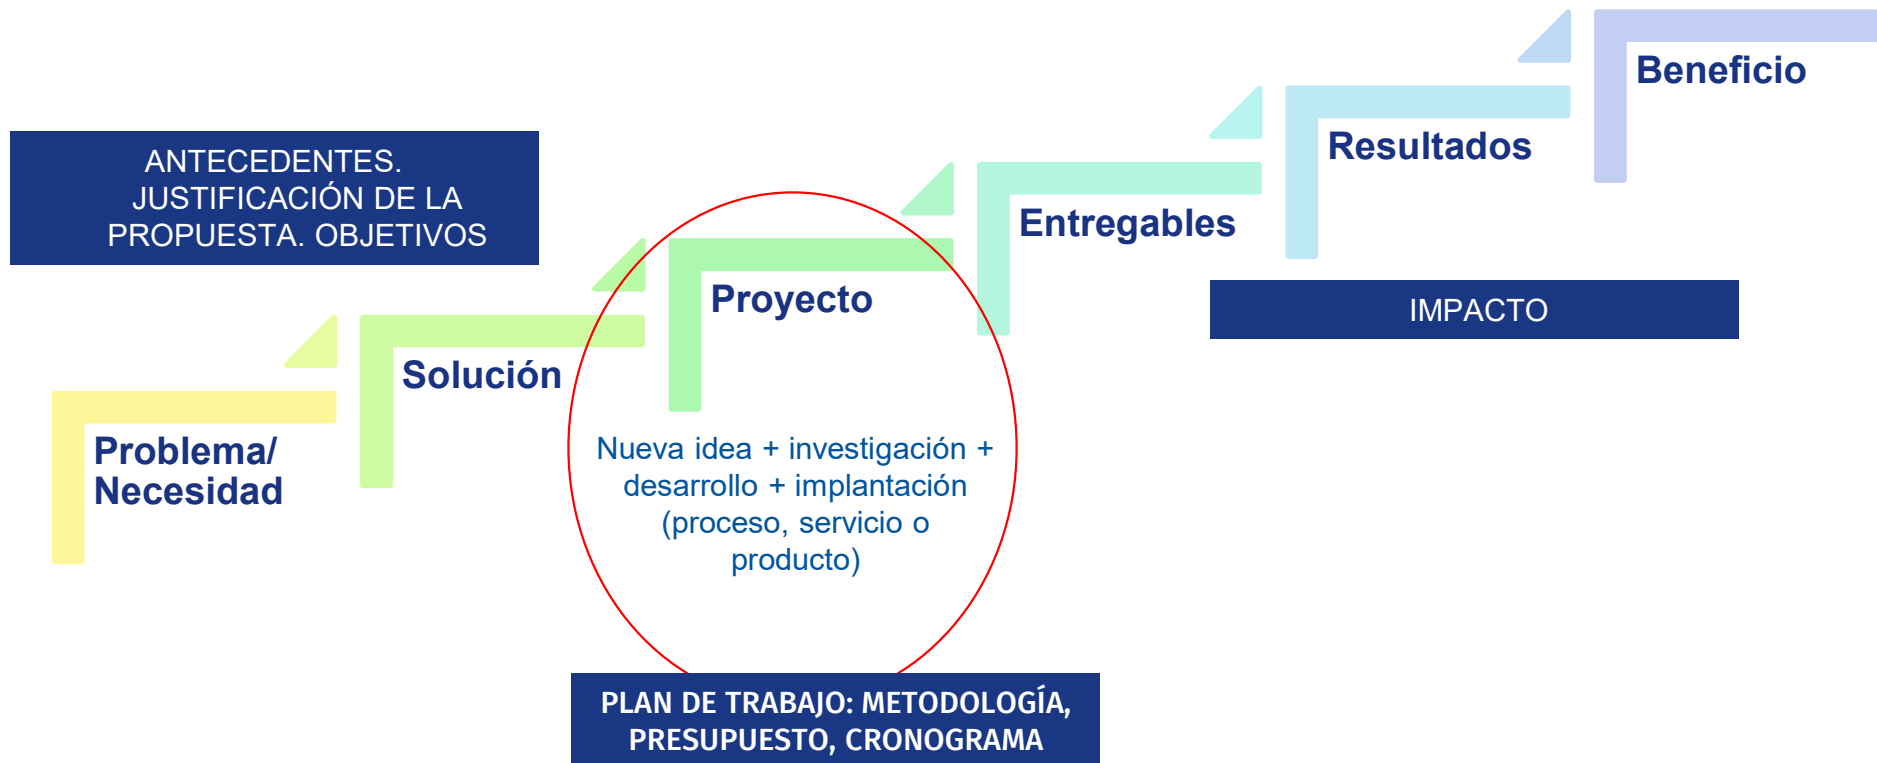 ANTECEDENTES.
JUSTIFICACIÓN DE LA
PROPUESTA. OBJETIVOS
Problema/
Necesidad
Solución
Proyecto
Nueva idea + investigación +
desarrollo + implantación
(proceso, servicio o
producto)
PLAN DE TRABAJO: METODOLOGÍA,
PRESUPUESTO, CRONOGRAMA
Entregables
Resultados
Beneficio
IMPACTO